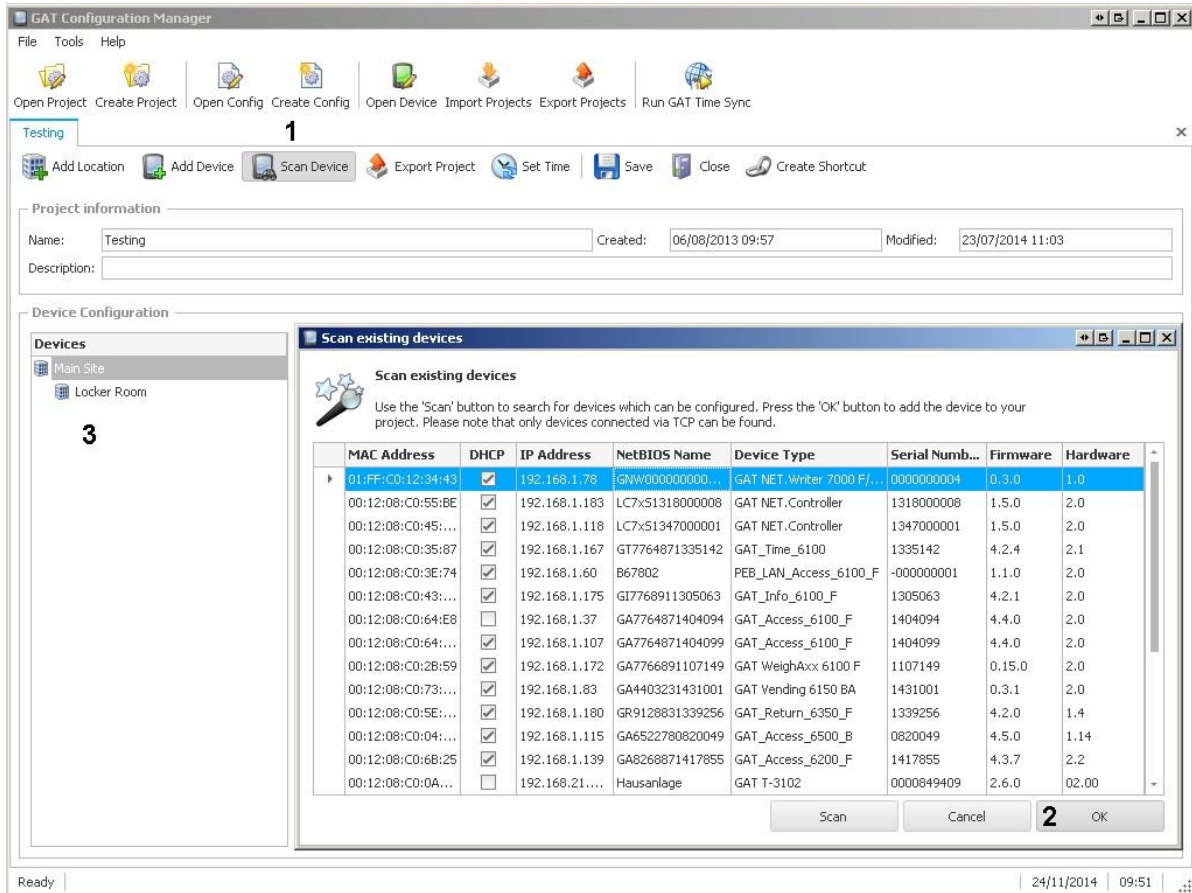 GAT Configuration Manager
File Tools Help
Open Project Create Project Open Config Create Config Open Device Import Projects Export Projects Run GAT Time Sync
1
Testing
Add Location Add Device Scan Device Export Project Set Time Save Close Create Shortcut
Project information
Name: Testing Created: 06/08/2013 09:57 Modified: 23/07/2014 11:03
Description:
Device Configuration
Devices
Main Site
Locker Room
3
Scan existing devices
Scan existing devices
Use the 'Scan' button to search for devices which can be configured. Press the 'OK' button to add the device to your
project. Please note that only devices connected via TCP can be found.
MAC Address DHCP IP Address NetBIOS Name Device Type Serial Numb... Firmware Hardware
01:FF:C0:12:34:43 192.168.1.78 GNW000000000... GAT NET.Writer 7000 F/... 0000000004 0.3.0 1.0
00:12:08:C0:55:BE 192.168.1.183 LC7xS1318000008 GAT NET.Controller 1318000008 1.5.0 2.0
00:12:08:C0:45:... 192.168.1.118 LC7xS1347000001 GAT NET.Controller 1347000001 1.5.0 2.0
00:12:08:C0:35:87 192.168.1.167 GT7764871335142 GAT_Time_6100 1335142 4.2.4 2.1
00:12:08:C0:3E:74 192.168.1.60 B67802 PEB_LAN_Access_6100_F -000000001 1.1.0 2.0
00:12:08:C0:43:... 192.168.1.175 GI7768911305063 GAT_Info_6100_F 1305063 4.2.1 2.0
00:12:08:C0:64:E8 192.168.1.37 GA7764871404094 GAT_Access_6100_F 1404094 4.4.0 2.0
00:12:08:C0:64:... 192.168.1.107 GA7764871404099 GAT_Access_6100_F 1404099 4.4.0 2.0
00:12:08:C0:2B:59 192.168.1.172 GA7766891107149 GAT WeighAxx 6100 F 1107149 0.15.0 2.0
00:12:08:C0:73:... 192.168.1.83 GA4403231431001 GAT Vending 6150 BA 1431001 0.3.1 2.0
00:12:08:C0:5E:... 192.168.1.180 GR9128831339256 GAT_Return_6350_F 1339256 4.2.0 1.4
00:12:08:C0:04:... 192.168.1.115 GA6522780820049 GAT_Access_6500_B 0820049 4.5.0 1.14
00:12:08:C0:6B:25 192.168.1.139 GA8268871417855 GAT_Access_6200_F 1417855 4.3.7 2.2
00:12:08:C0:0A... 192.168.21.... Hausanlage GAT T-3102 0000849409 2.6.0 02.00
Scan Cancel 2 OK
Ready 24/11/2014 09:51